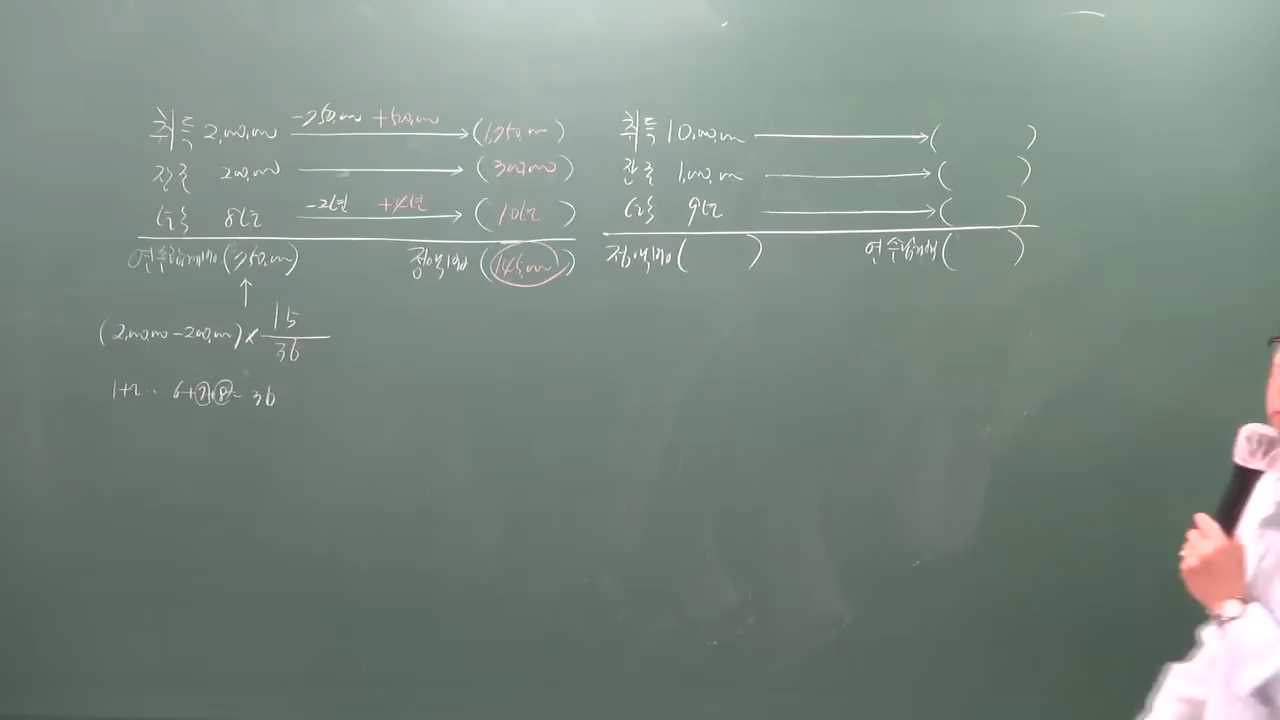 취득 2,000,000 -750,000 +500,000 (1,750,000)
잔존 200,000 (300,000)
내용 8년 -2년 +4년 (10년)
연수합계법 (750,000) 정액법 (145,000)
(2,000,000-200,000)× 15/36
1+2·· 6+7+8=36
취득 10,000,000 ( )
잔존 1,000,000 ( )
내용 9년 ( )
정액법 ( ) 연수합계법 ( )